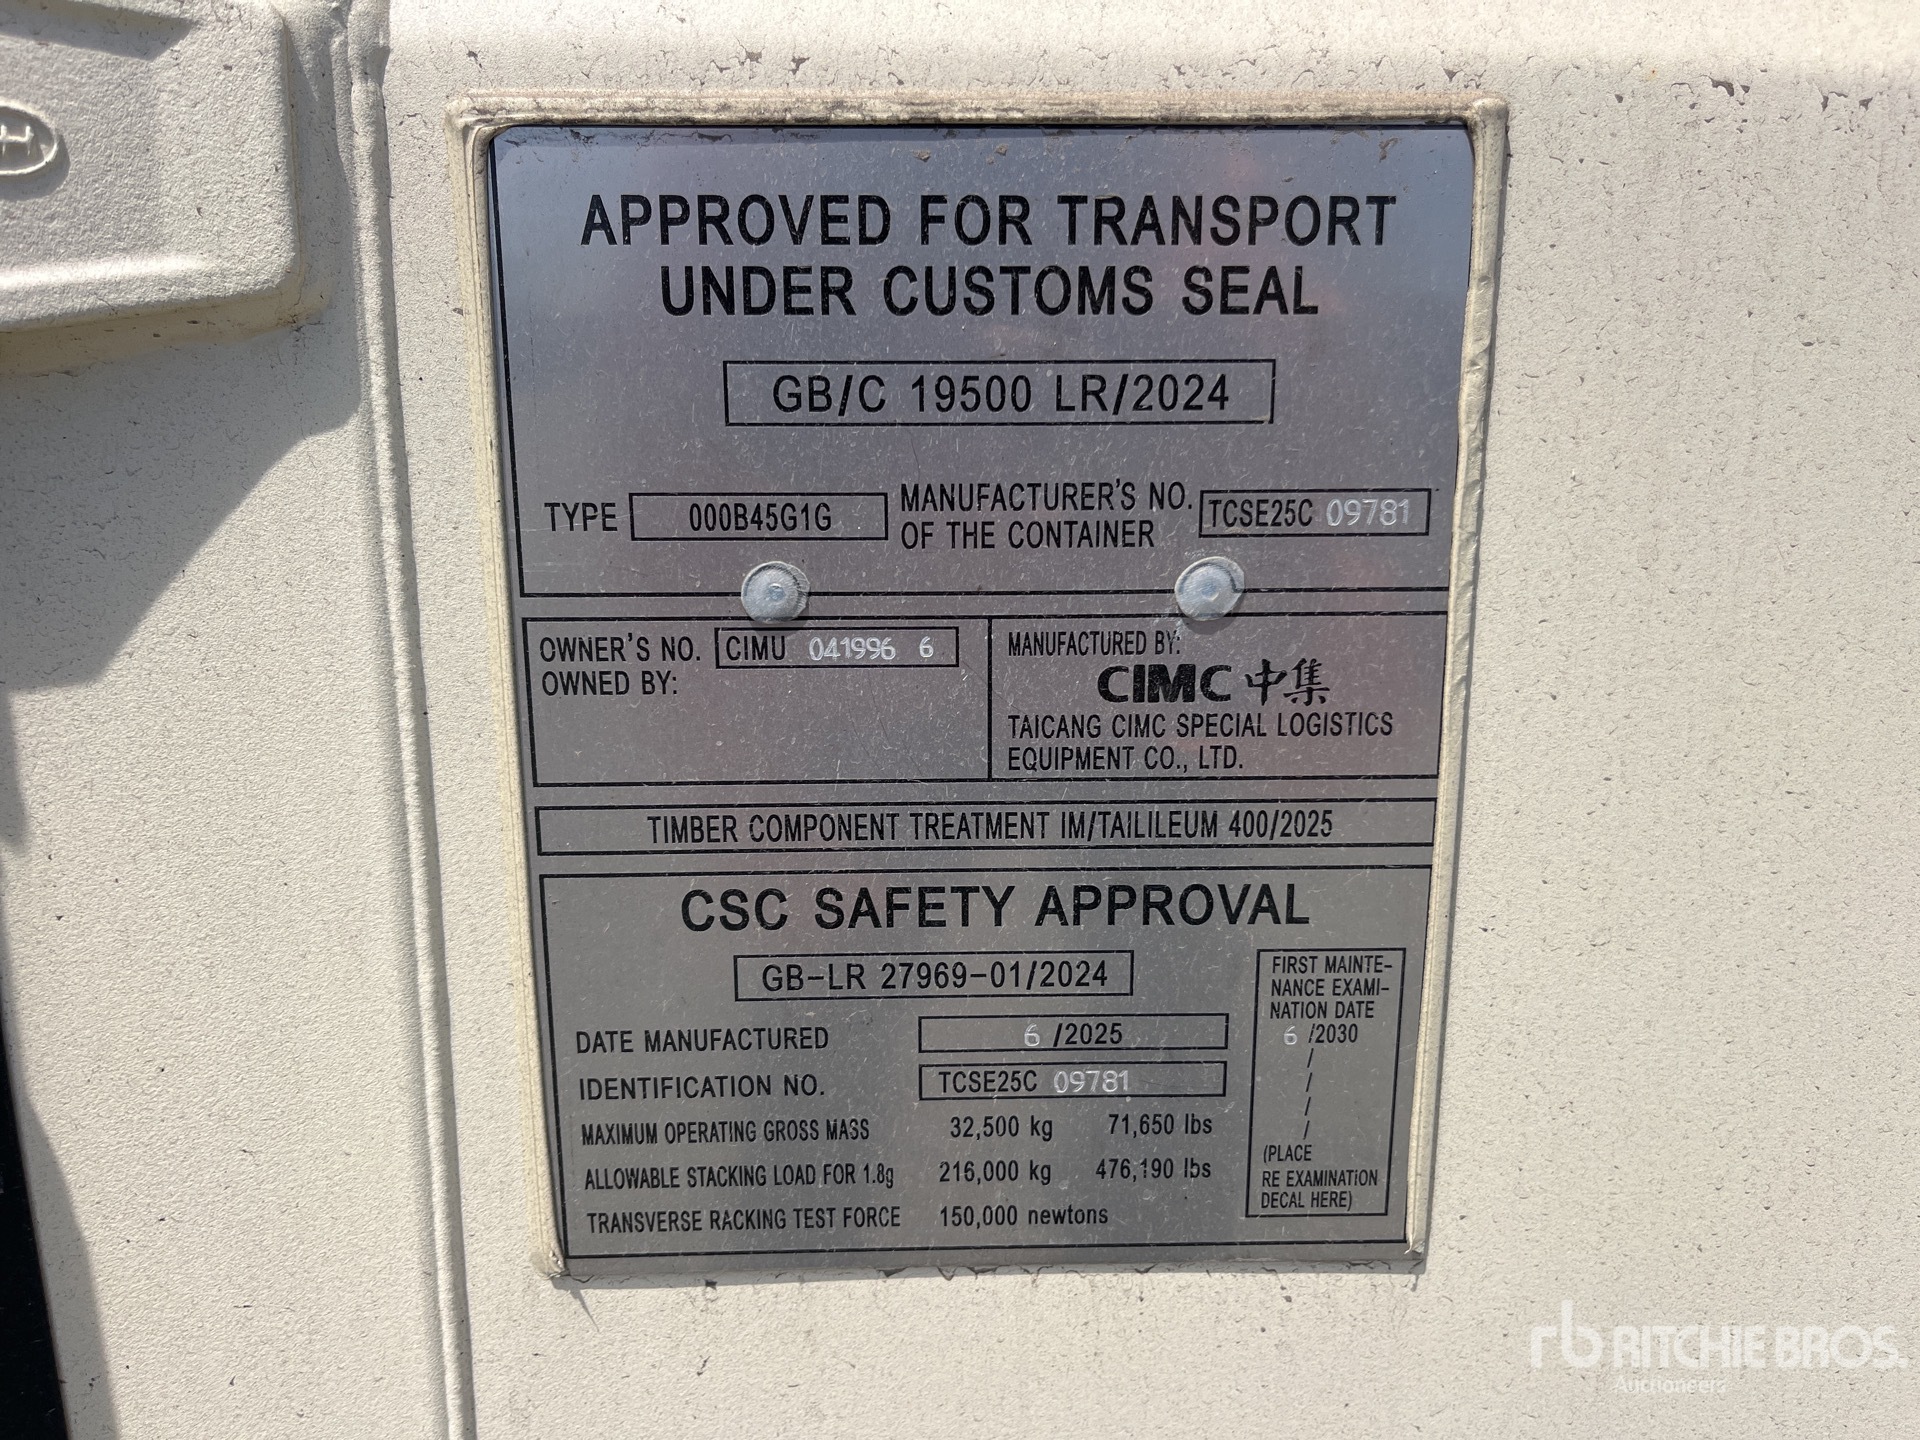 H
APPROVED FOR TRANSPORT
UNDER CUSTOMS SEAL
GB/C 19500 LR/2024
TYPE 000B45G1G
MANUFACTURER'S NO.
OF THE CONTAINER
TCSE25C 09781
OWNER'S NO. CIMU 041996 6
OWNED BY:
MANUFACTURED BY:
CIMC 中集
TAICANG CIMC SPECIAL LOGISTICS
EQUIPMENT CO., LTD.
TIMBER COMPONENT TREATMENT IM/TAILILEUM 400/2025
CSC SAFETY APPROVAL
GB-LR 27969-01/2024
DATE MANUFACTURED 6 /2025
IDENTIFICATION NO. TCSE25C 09781
MAXIMUM OPERATING GROSS MASS 32,500 kg 71,650 lbs
ALLOWABLE STACKING LOAD FOR 1.8g 216,000 kg 476,190 lbs
TRANSVERSE RACKING TEST FORCE 150,000 newtons
FIRST MAINTE-
NANCE EXAMI-
NATION DATE
6 /2030
/
/
/
/
/
(PLACE
RE EXAMINATION
DECAL HERE)
rb RITCHIE BROS.
Auctioneers